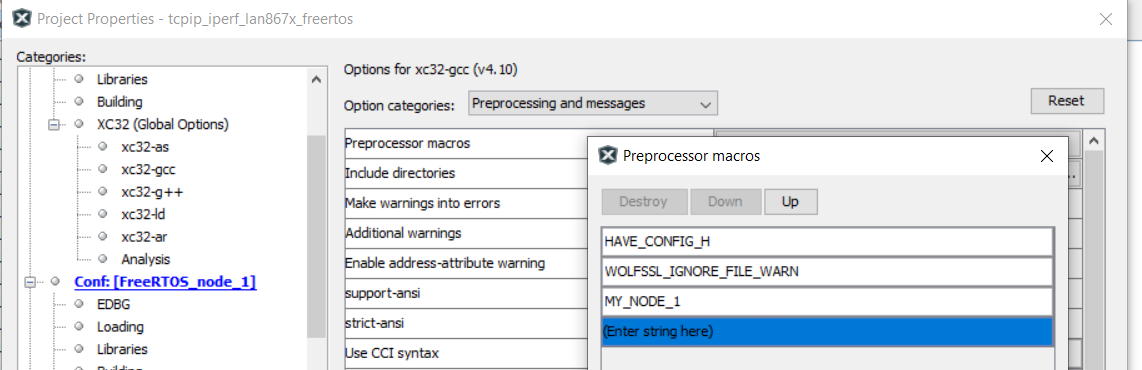 Project Properties - tcpip_iperf_lan867x_freertos
Categories:
Libraries
Building
XC32 (Global Options)
xc32-as
xc32-gcc
xc32-g++
xc32-ld
xc32-ar
Analysis
Conf: [FreeRTOS_node_1]
EDBG
Loading
Libraries
Options for xc32-gcc (v4.10)
Option categories: Preprocessing and messages
Reset
Preprocessor macros
Include directories
Make warnings into errors
Additional warnings
Enable address-attribute warning
support-ansi
strict-ansi
Use CCI syntax
Preprocessor macros
Destroy Down Up
HAVE_CONFIG_H
WOLFSSL_IGNORE_FILE_WARN
MY_NODE_1
(Enter string here)